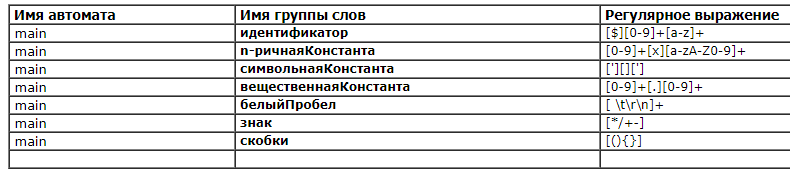 Имя автомата Имя группы слов Регулярное выражение
main идентификатор [$][0-9]+[a-z]+
main n-ричнаяКонстанта [0-9]+[x][a-zA-Z0-9]+
main символьнаяКонстанта ['][][']
main вещественнаяКонстанта [0-9]+[.][0-9]+
main белыйПробел [ \t\r\n]+
main знак [*/+-]
main скобки [(){}]